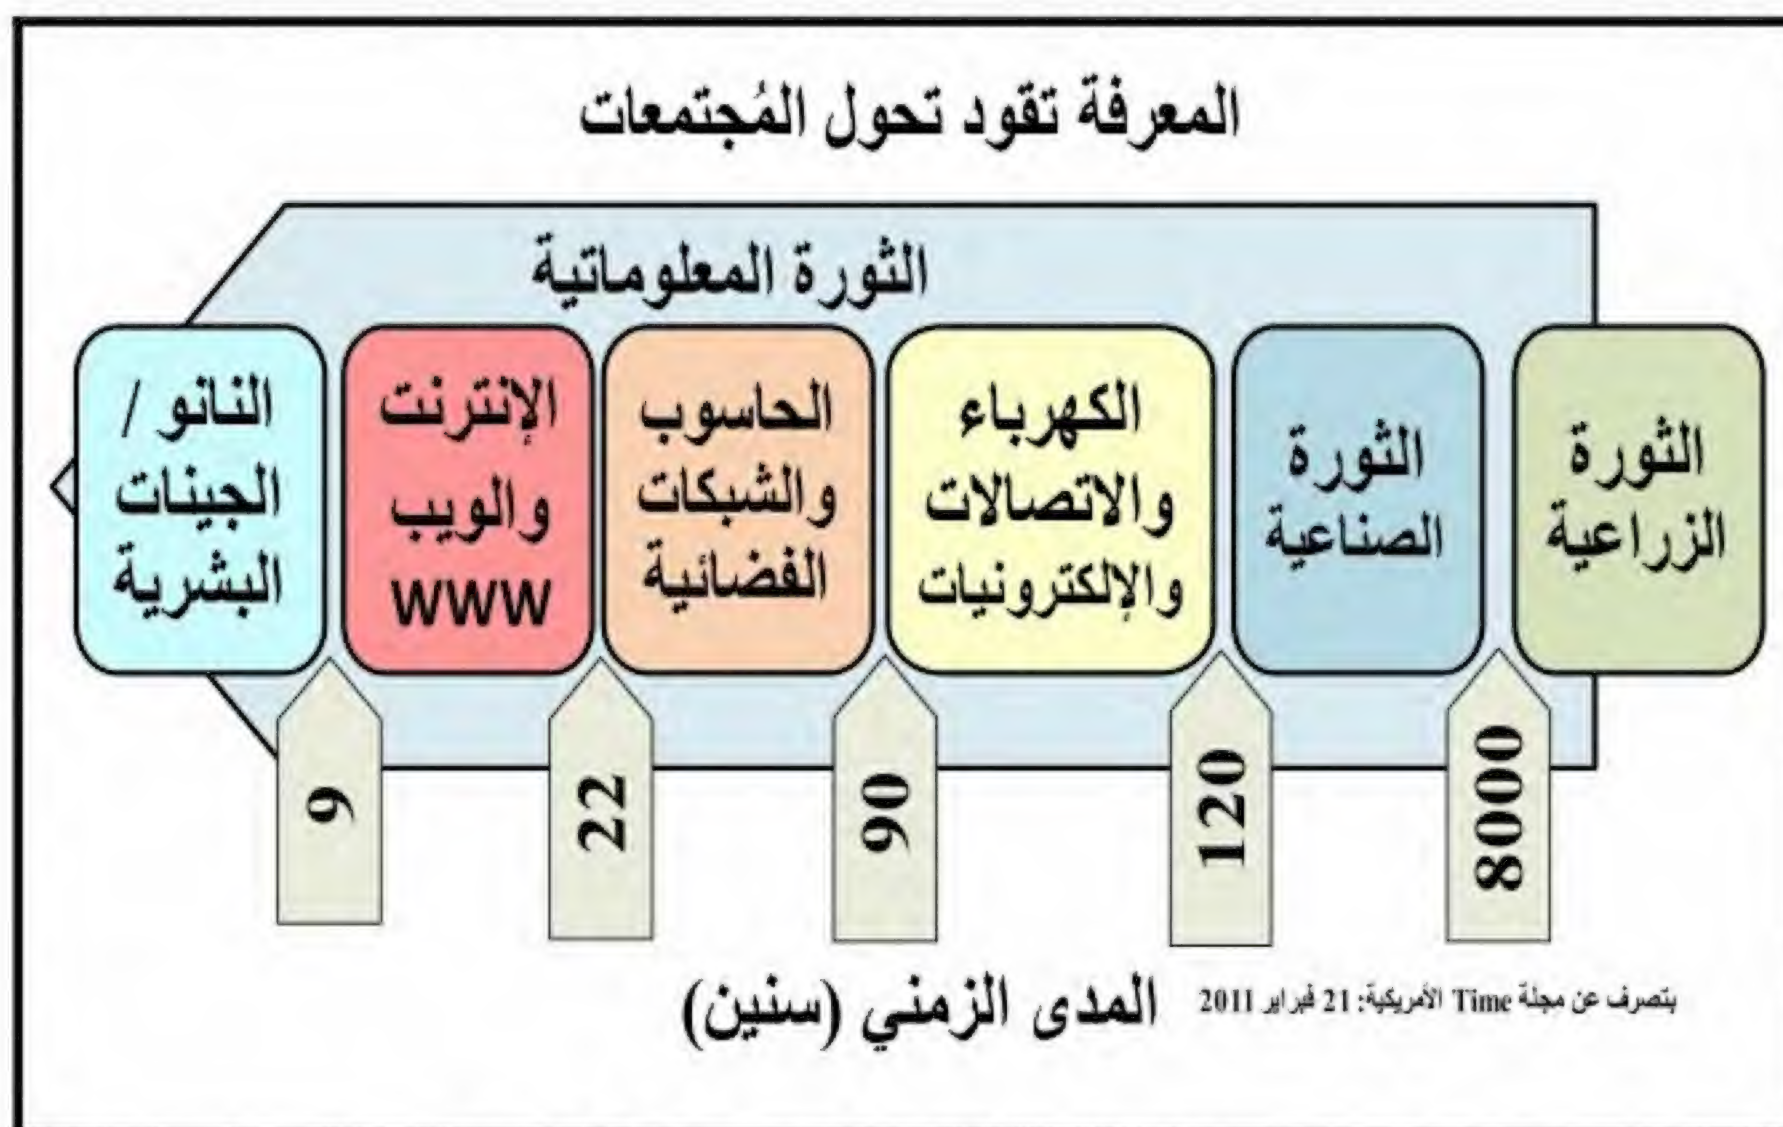 المعرفة تقود تحول المُجتمعات
الثورة المعلوماتية
الثورة
الزراعية
الثورة
الصناعية
الكهرباء
والاتصالات
والإلكترونيات
الحاسوب
والشبكات
الفضائية
الإنترنت
والويب
WWW
النانو /
الجينات
البشرية
8000
120
90
22
9
بتصرف عن مجلة Time الأمريكية: 21 فبراير 2011
المدى الزمني (سنين)